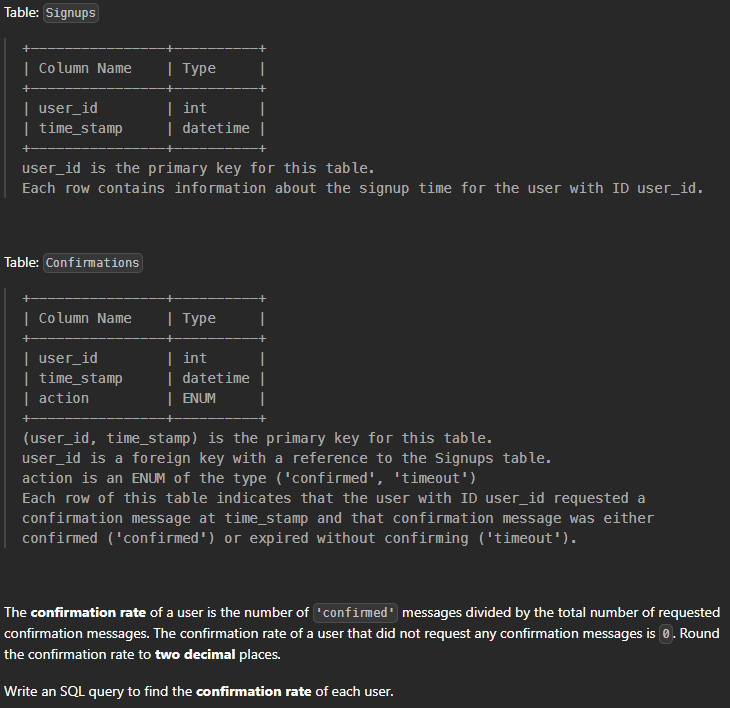 Table: Signups
+----------------+----------+
| Column Name    | Type     |
+----------------+----------+
| user_id        | int      |
| time_stamp     | datetime |
+----------------+----------+
user_id is the primary key for this table.
Each row contains information about the signup time for the user with ID user_id.
Table: Confirmations
+----------------+----------+
| Column Name    | Type     |
+----------------+----------+
| user_id        | int      |
| time_stamp     | datetime |
| action         | ENUM     |
+----------------+----------+
(user_id, time_stamp) is the primary key for this table.
user_id is a foreign key with a reference to the Signups table.
action is an ENUM of the type ('confirmed', 'timeout')
Each row of this table indicates that the user with ID user_id requested a
confirmation message at time_stamp and that confirmation message was either
confirmed ('confirmed') or expired without confirming ('timeout').
The confirmation rate of a user is the number of 'confirmed' messages divided by the total number of requested
confirmation messages. The confirmation rate of a user that did not request any confirmation messages is 0. Round
the confirmation rate to two decimal places.
Write an SQL query to find the confirmation rate of each user.